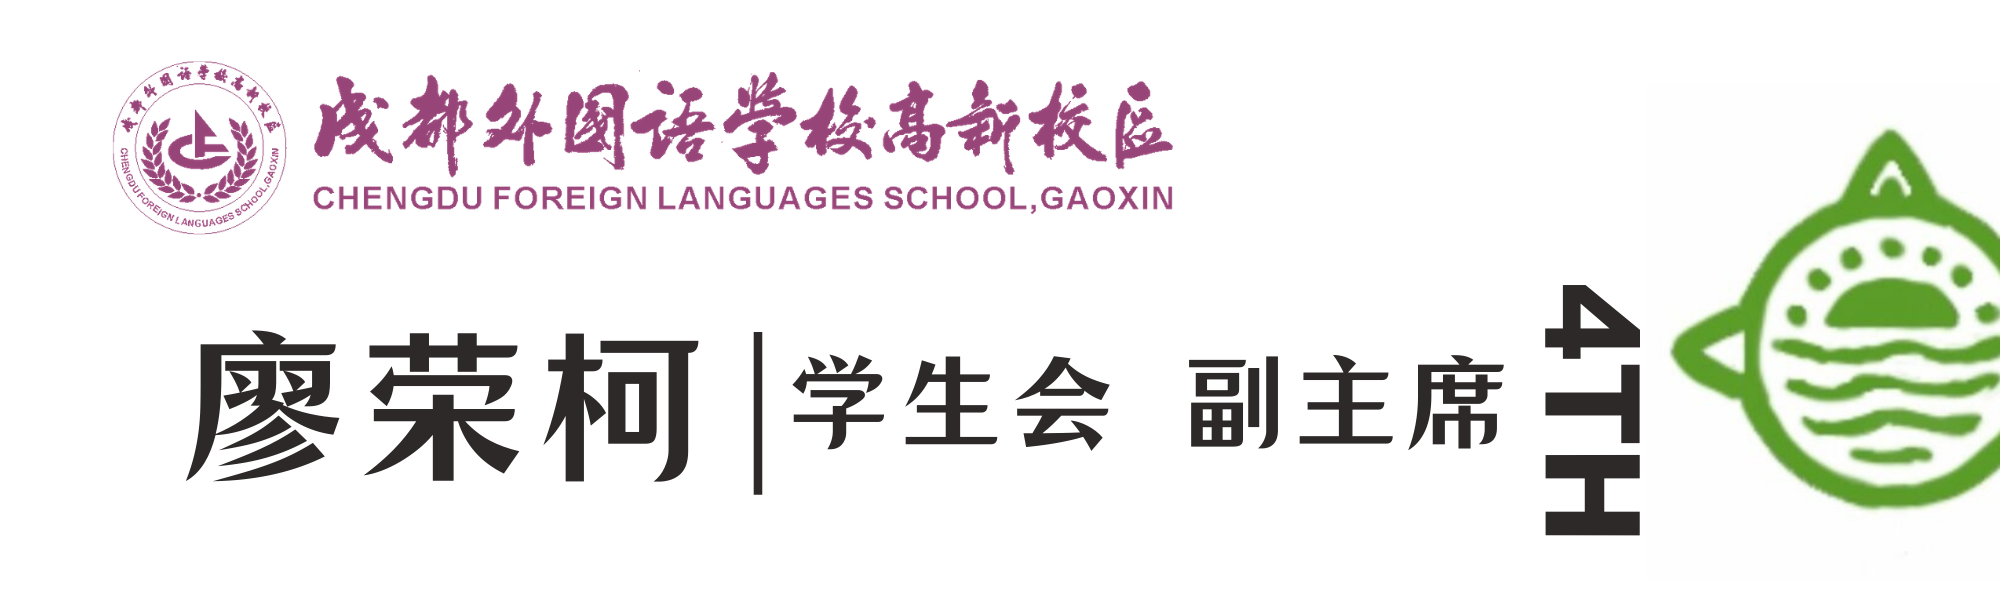 成都外国语学校高新校区
CHENGDU FOREIGN LANGUAGES SCHOOL,GAOXIN
成都外国语学校高新校区
CHENGDU FOREIGN LANGUAGES SCHOOL,GAOXIN
廖荣柯 学生会 副主席
4TH